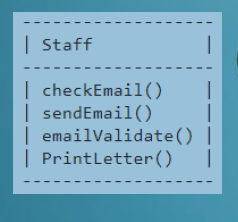 -------------------
| Staff           |
-------------------
| checkEmail()    |
| sendEmail()     |
| emailValidate() |
| PrintLetter()   |
-------------------